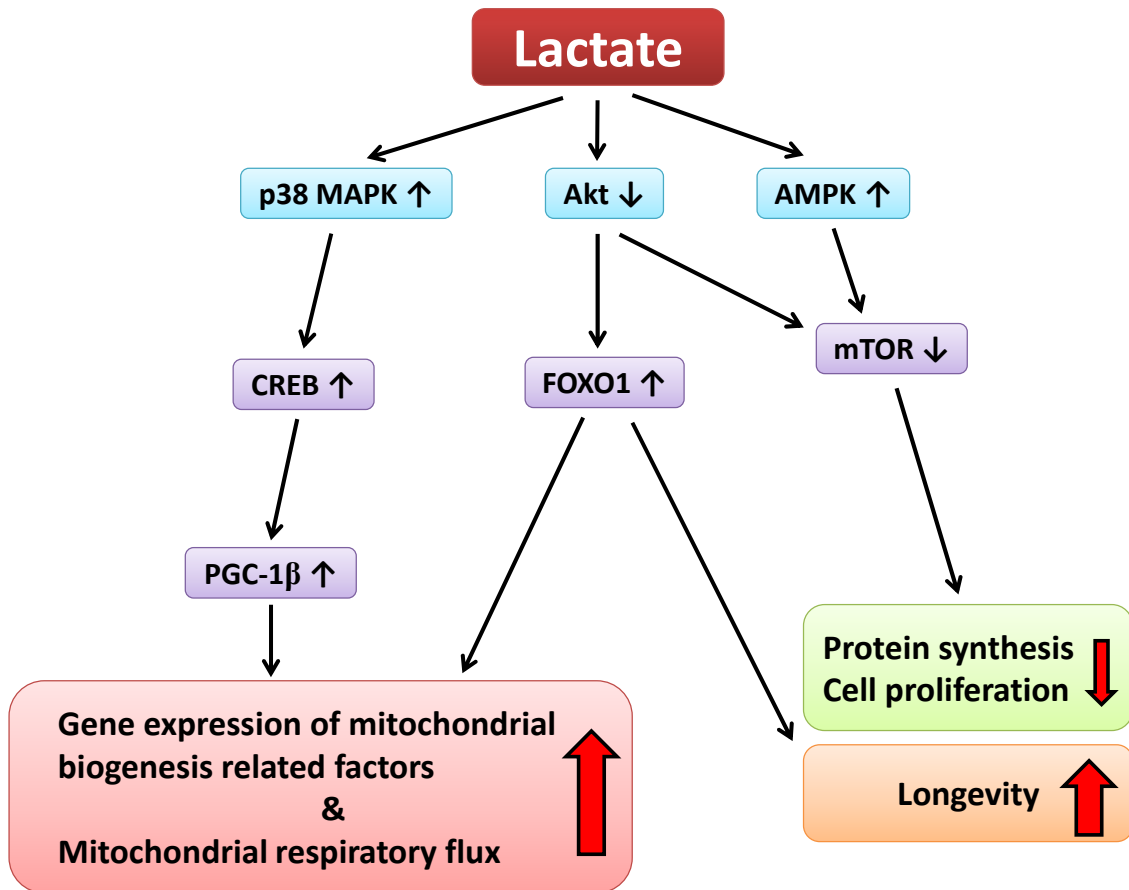 Lactate
p38 MAPK ↑
Akt ↓
AMPK ↑
mTOR ↓
CREB ↑
FOXO1 ↑
PGC-1β ↑
Protein synthesis
Cell proliferation
Gene expression of mitochondrial
biogenesis related factors
&
Mitochondrial respiratory flux
Longevity